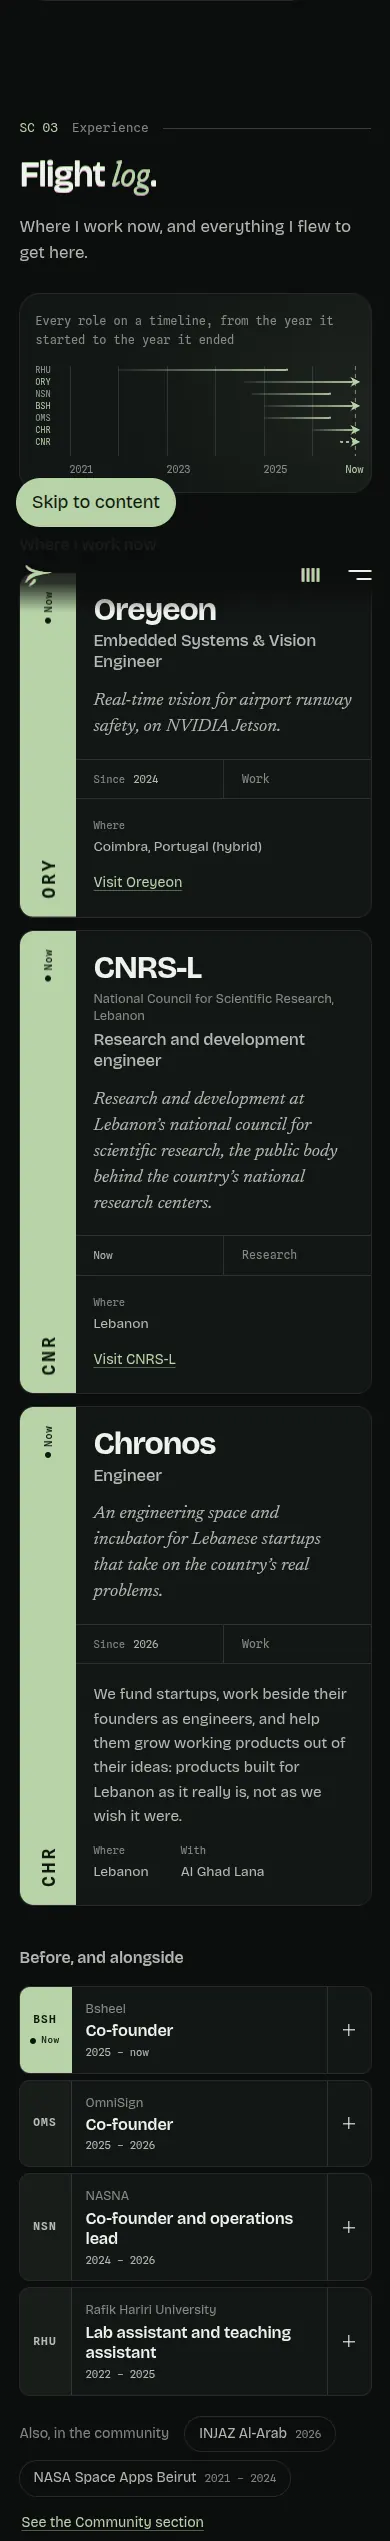 SC 03 Experience
Flight log.
Where I work now, and everything I flew to
get here.
Every role on a timeline, from the year it
started to the year it ended
RHU
ORY
NSN
BSH
OMS
CHR
CNR
2021 2023 2025 Now
Skip to content
Where I work now
Now
ORY
Oreyeon
Embedded Systems & Vision
Engineer
Real-time vision for airport runway
safety, on NVIDIA Jetson.
Since 2024 Work
Where
Coimbra, Portugal (hybrid)
Visit Oreyeon
Now
CNR
CNRS-L
National Council for Scientific Research,
Lebanon
Research and development
engineer
Research and development at
Lebanon’s national council for
scientific research, the public body
behind the country’s national
research centers.
Now Research
Where
Lebanon
Visit CNRS-L
Now
CHR
Chronos
Engineer
An engineering space and
incubator for Lebanese startups
that take on the country’s real
problems.
Since 2026 Work
We fund startups, work beside their
founders as engineers, and help
them grow working products out of
their ideas: products built for
Lebanon as it really is, not as we
wish it were.
Where With
Lebanon Al Ghad Lana
Before, and alongside
BSH
Now
Bsheel
Co-founder
2025 – now
OMS
OmniSign
Co-founder
2025 – 2026
NSN
NASNA
Co-founder and operations
lead
2024 – 2026
RHU
Rafik Hariri University
Lab assistant and teaching
assistant
2022 – 2025
Also, in the community INJAZ Al-Arab 2026
NASA Space Apps Beirut 2021 – 2024
See the Community section